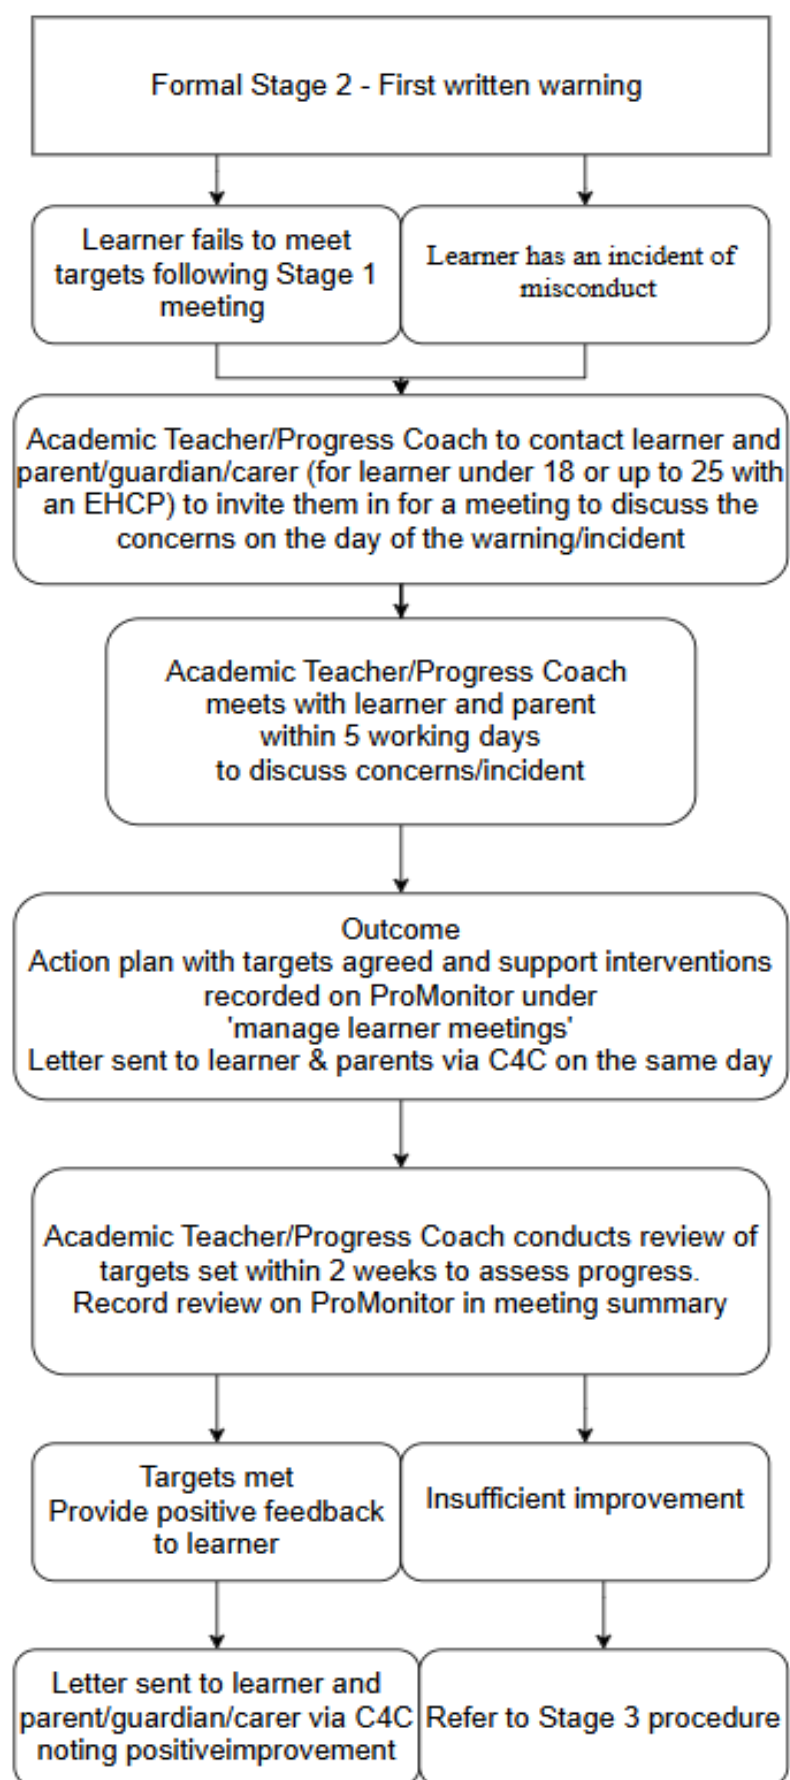 Formal Stage 2 - First written warning
Learner fails to meet
targets following Stage 1
meeting
Learner has an incident of
misconduct
Academic Teacher/Progress Coach to contact learner and
parent/guardian/carer (for learner under 18 or up to 25 with
an EHCP) to invite them in for a meeting to discuss the
concerns on the day of the warning/incident
Academic Teacher/Progress Coach
meets with learner and parent
within 5 working days
to discuss concerns/incident
Outcome
Action plan with targets agreed and support interventions
recorded on ProMonitor under
'manage learner meetings'
Letter sent to learner & parents via C4C on the same day
Academic Teacher/Progress Coach conducts review of
targets set within 2 weeks to assess progress.
Record review on ProMonitor in meeting summary
Targets met
Provide positive feedback
to learner
Insufficient improvement
Letter sent to learner and
parent/guardian/carer via C4C
noting positiveimprovement
Refer to Stage 3 procedure